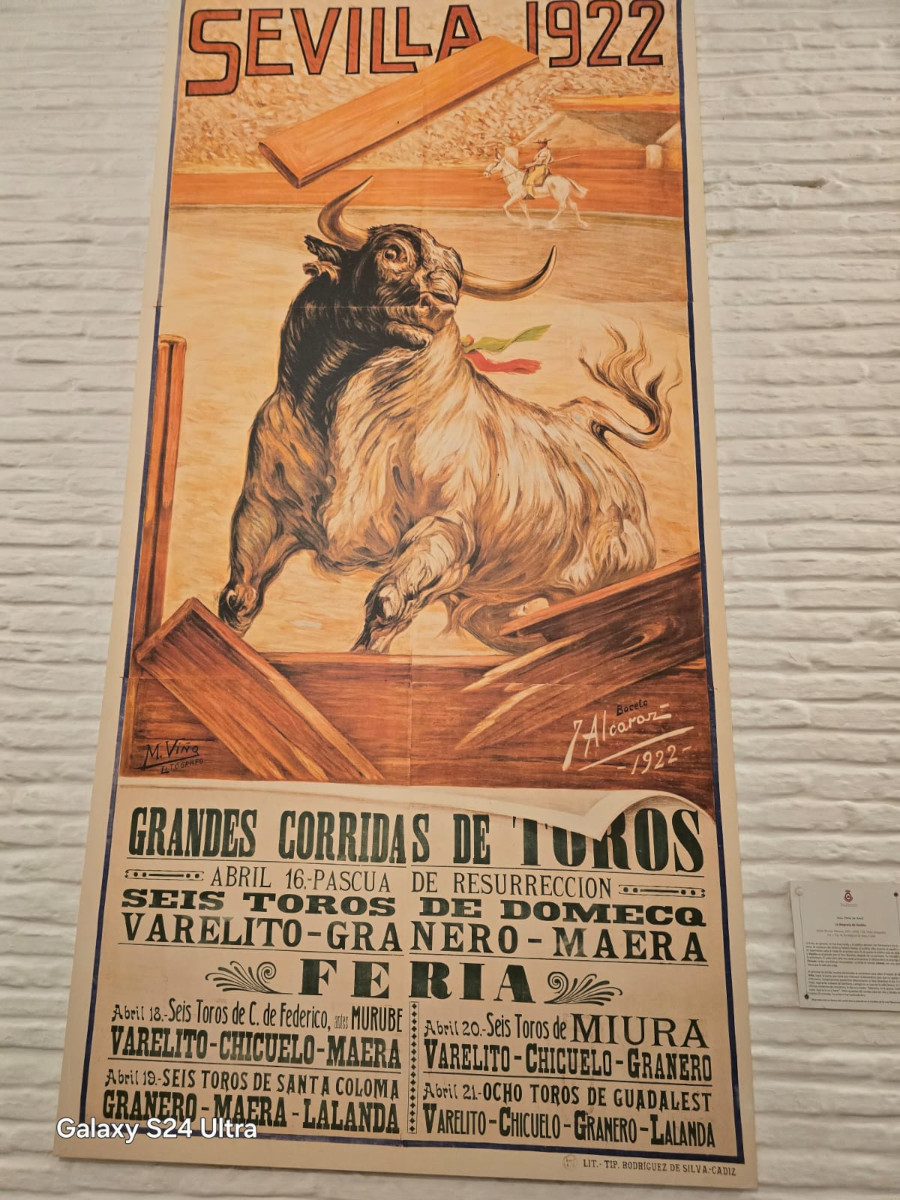 SEVILLA 1922
Boceto
J Alcaraz
-1922-
M. Viña
GRANDES CORRIDAS DE TOROS
ABRIL 16.-PASCUA DE RESURRECCION
SEIS TOROS DE DOMECQ
VARELITO-GRANERO-MAERA
FERIA
Abril 18.-Seis Toros de C. de Federico, antes MURUBE
VARELITO-CHICUELO-MAERA
Abril 19.-SEIS TOROS DE SANTA COLOMA
GRANERO-MAERA-LALANDA
Abril 20.-Seis Toros de MIURA
VARELITO-CHICUELO-GRANERO
Abril 21.-OCHO TOROS DE GUADALEST
VARELITO-CHICUELO-GRANERO-LALANDA
LIT.-TIP. RODRÍGUEZ DE SILVA.-CADIZ
Galaxy S24 Ultra